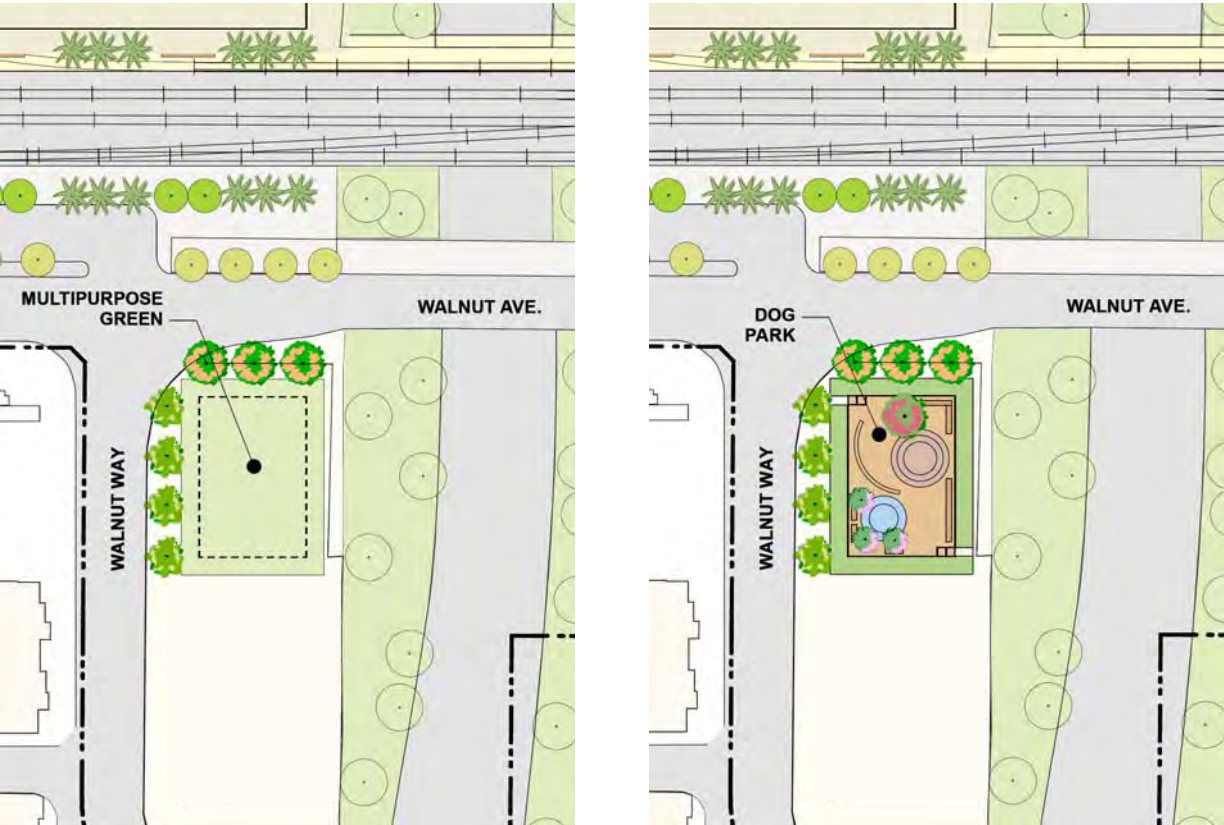 MULTIPURPOSE
GREEN
WALNUT AVE.
WALNUT WAY
DOG
PARK
WALNUT AVE.
WALNUT WAY